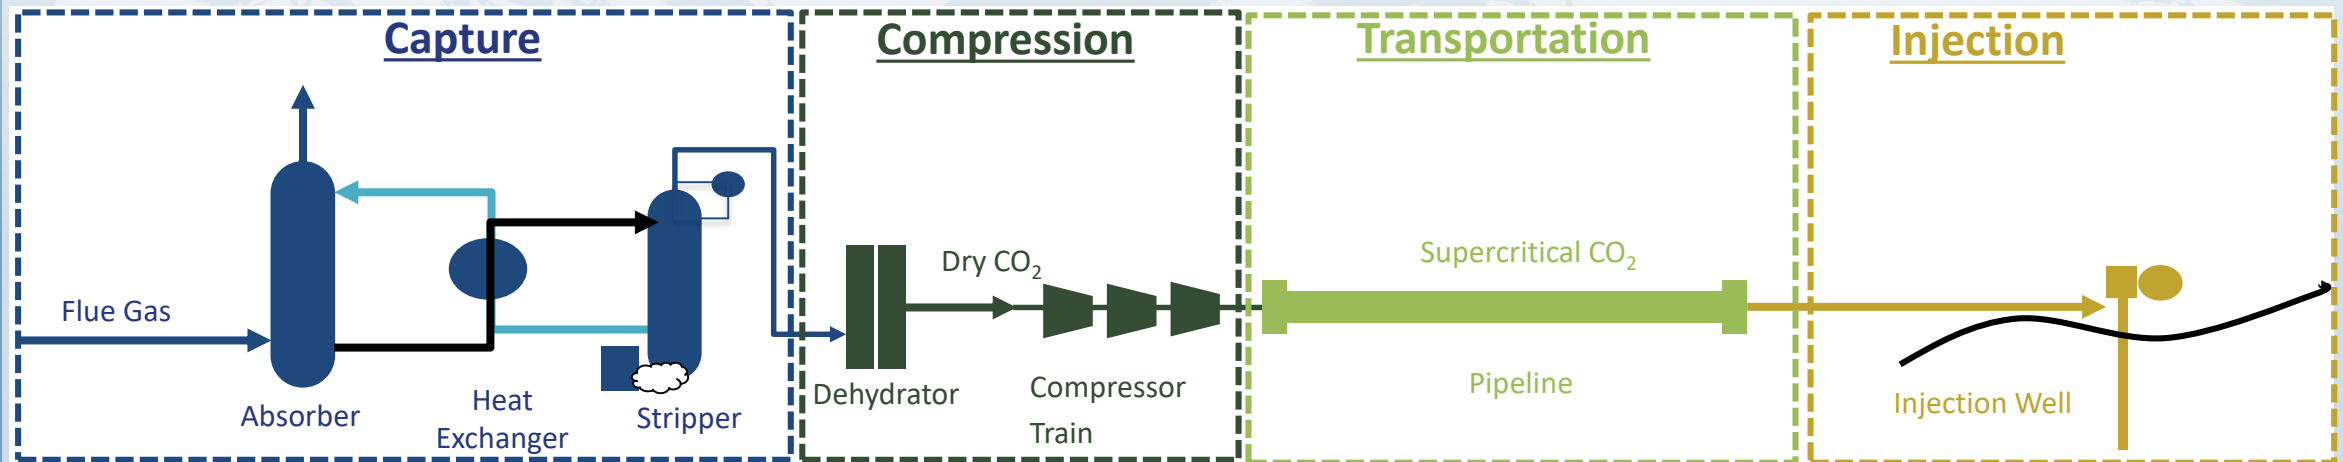 Capture
Flue Gas
Absorber
Heat
Exchanger
Stripper
Compression
Dry CO₂
Dehydrator
Compressor
Train
Transportation
Supercritical CO₂
Pipeline
Injection
Injection Well